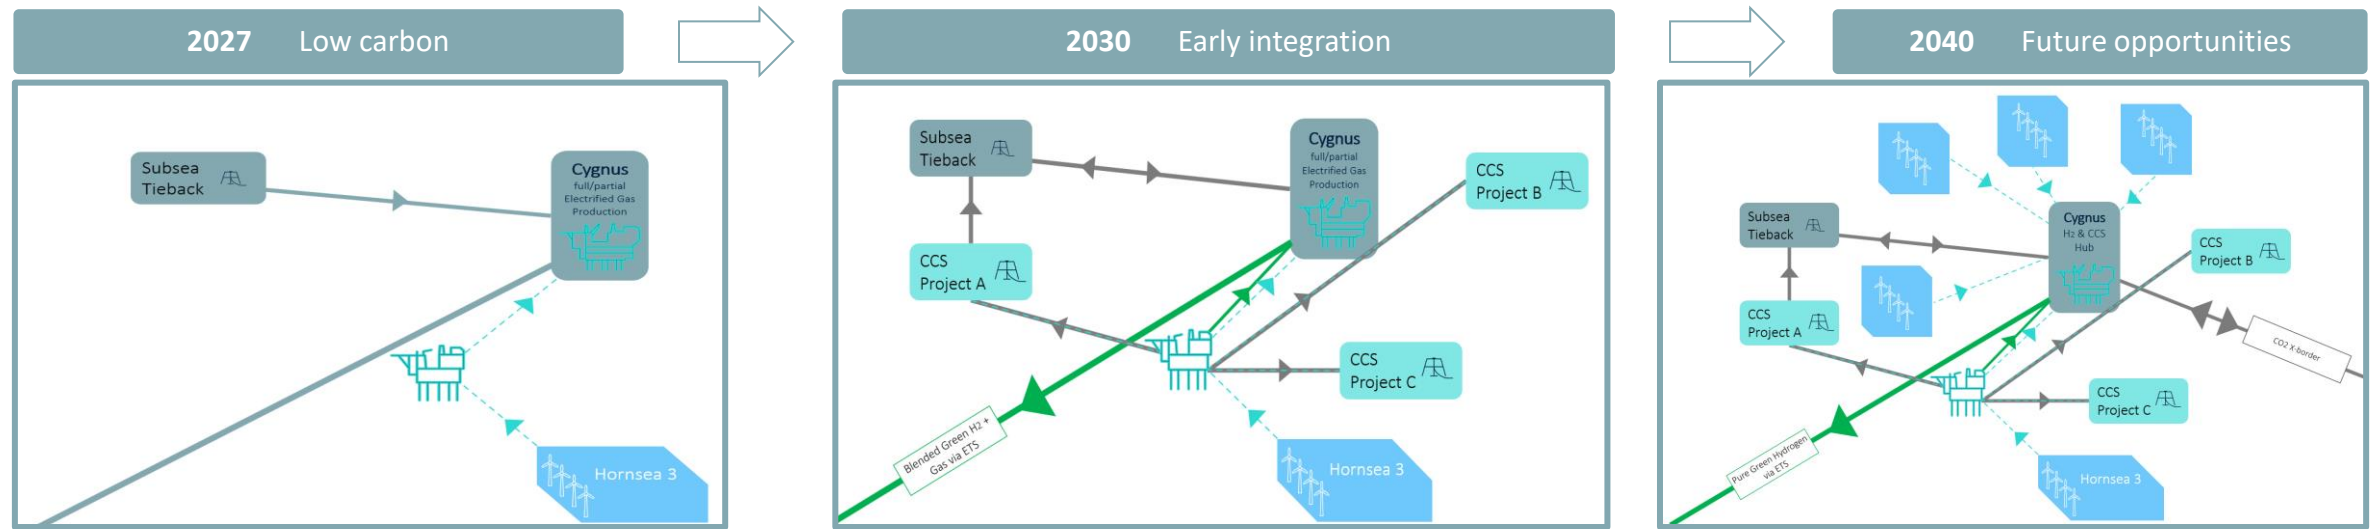 2027 Low carbon
2030 Early integration
2040 Future opportunities
Subsea
Tieback
Cygnus
full/partial
Electrified Gas
Production
Hornsea 3
Subsea
Tieback
Cygnus
full/partial
Electrified Gas
Production
CCS
Project B
CCS
Project A
CCS
Project C
Blended Green H2 +
Gas via ETS
Hornsea 3
Subsea
Tieback
Cygnus
H2 & CCS
Hub
CCS
Project B
CCS
Project A
CO2 X-border
CCS
Project C
Pure Green Hydrogen
via ETS
Hornsea 3